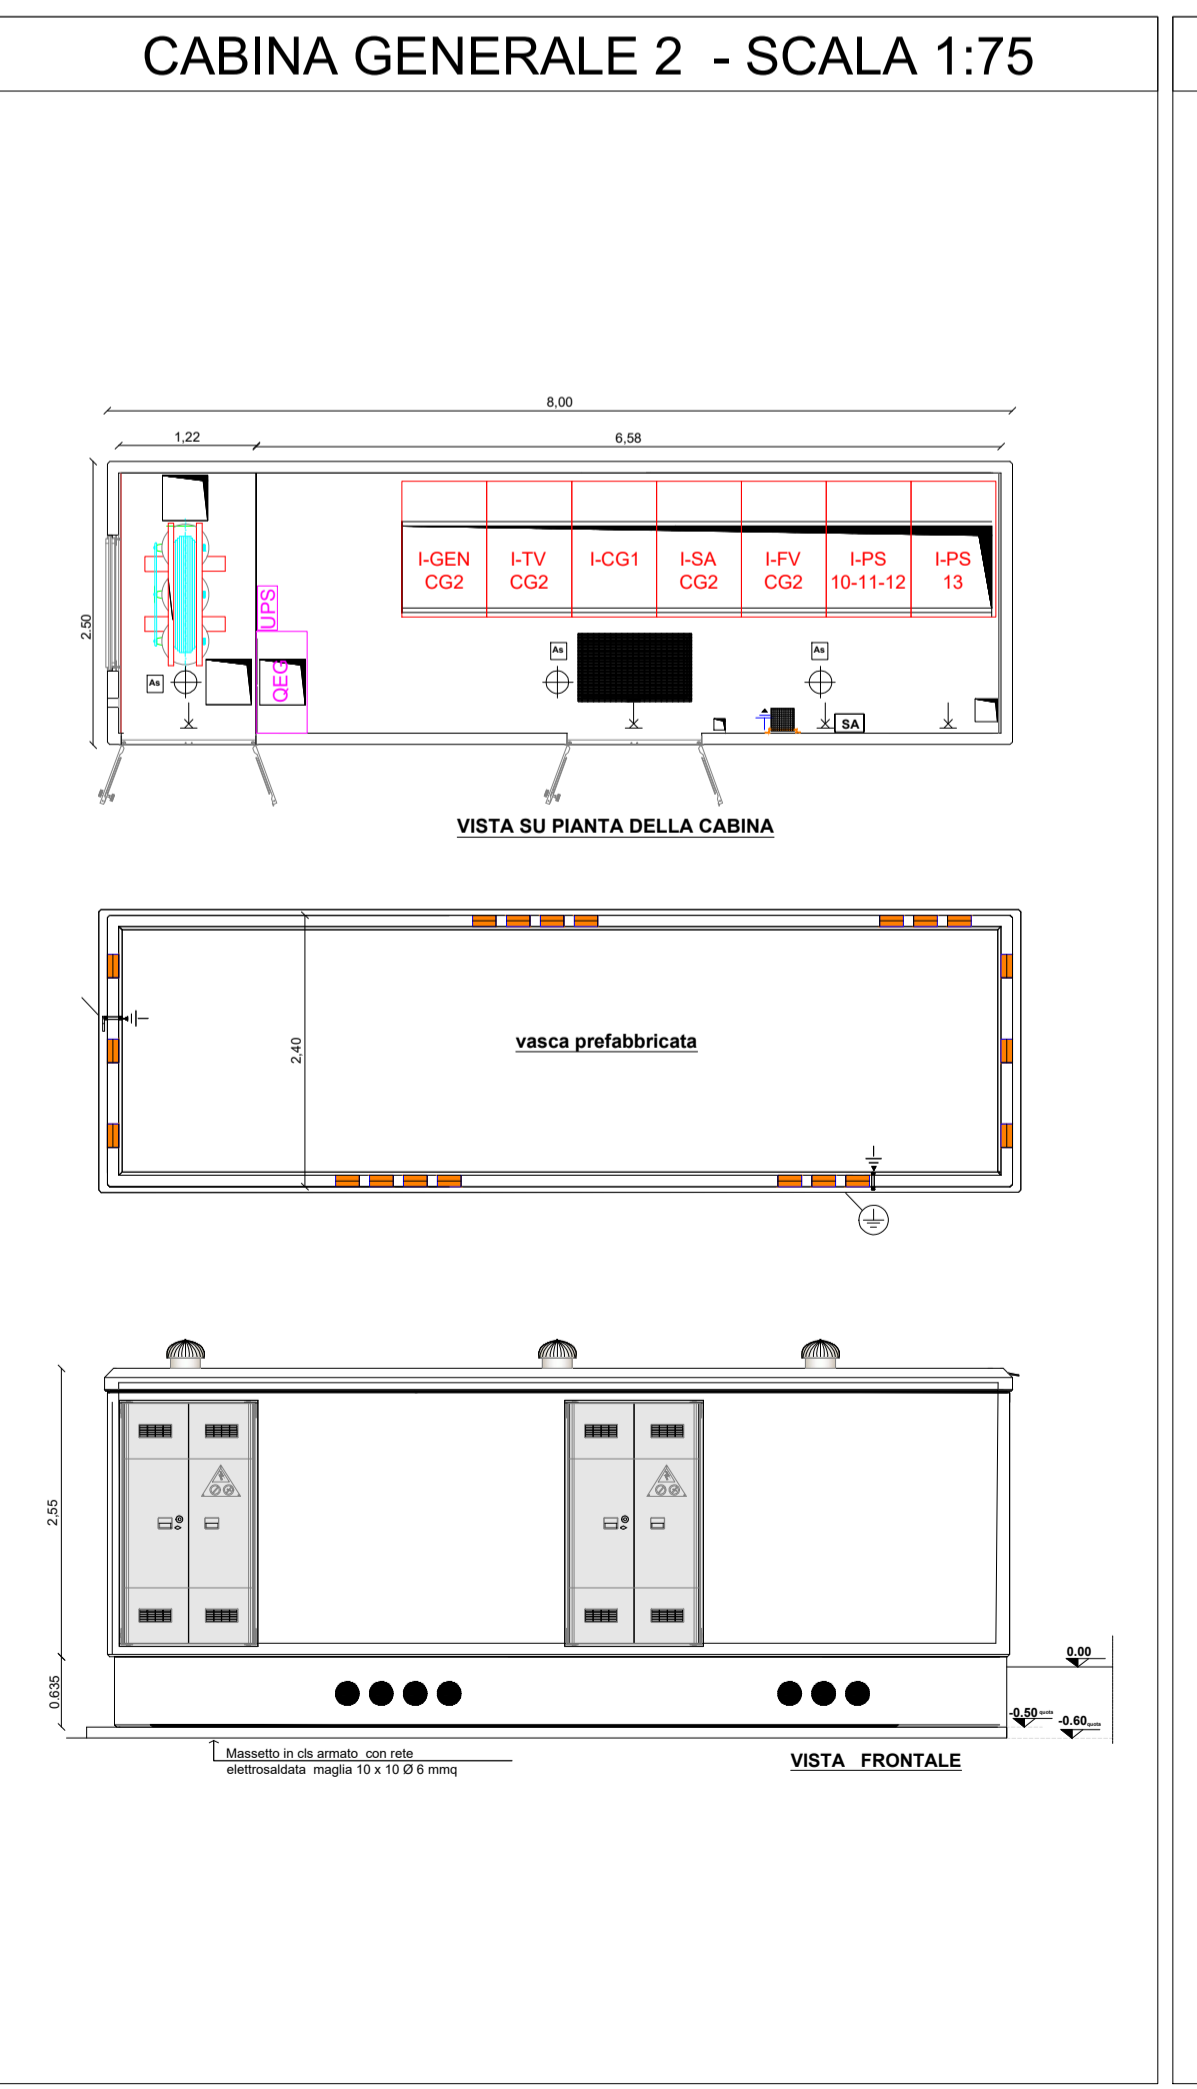 CABINA GENERALE 2 - SCALA 1:75
8,00
1,22
6,58
2.50
I-GEN
CG2
I-TV
CG2
I-CG1
I-SA
CG2
I-FV
CG2
I-PS
10-11-12
I-PS
13
UPS
QEG
As
As
As
SA
VISTA SU PIANTA DELLA CABINA
2,40
vasca prefabbricata
2,55
0.635
0.00
-0.50 quota
-0.60 quota
Massetto in cls armato con rete
elettrosaldata maglia 10 x 10 Ø 6 mmq
VISTA FRONTALE